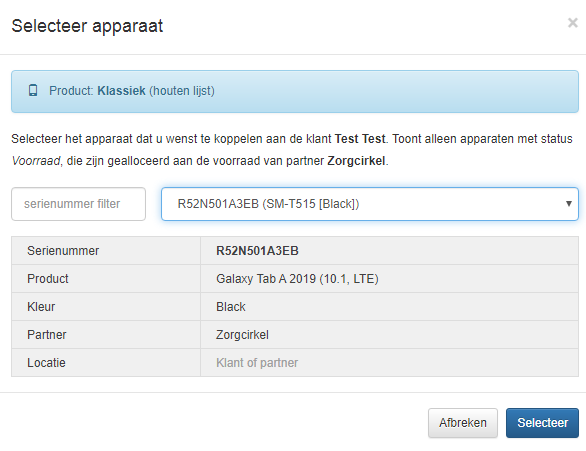 Selecteer apparaat
×
Product: Klassiek (houten lijst)
Selecteer het apparaat dat u wenst te koppelen aan de klant Test Test. Toont alleen apparaten met status
Voorraad, die zijn gealloceerd aan de voorraad van partner Zorgcirkel.
serienummer filter
R52N501A3EB (SM-T515 [Black])
Serienummer R52N501A3EB
Product Galaxy Tab A 2019 (10.1, LTE)
Kleur Black
Partner Zorgcirkel
Locatie Klant of partner
Afbreken
Selecteer